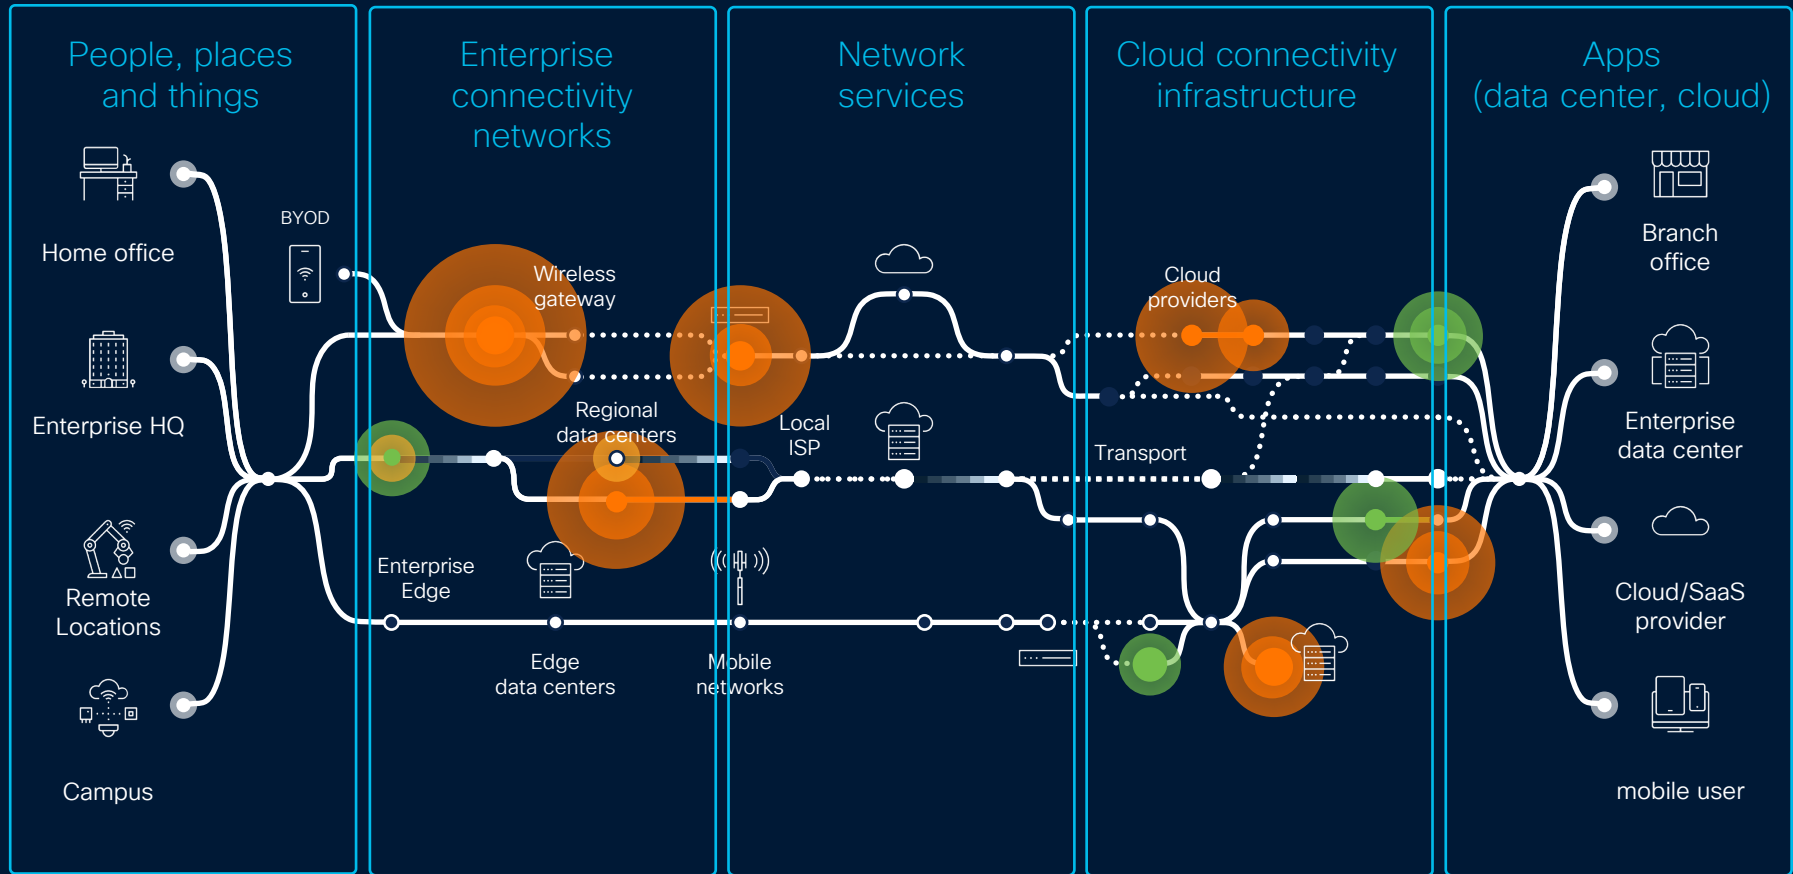 People, places
and things
Enterprise
connectivity
networks
Network
services
Cloud connectivity
infrastructure
Apps
(data center, cloud)
Home office
BYOD
Enterprise HQ
Remote
Locations
Campus
Wireless
gateway
Regional
data centers
Enterprise
Edge
Edge
data centers
Mobile
networks
Local
ISP
Cloud
providers
Transport
Branch
office
Enterprise
data center
Cloud/SaaS
provider
mobile user